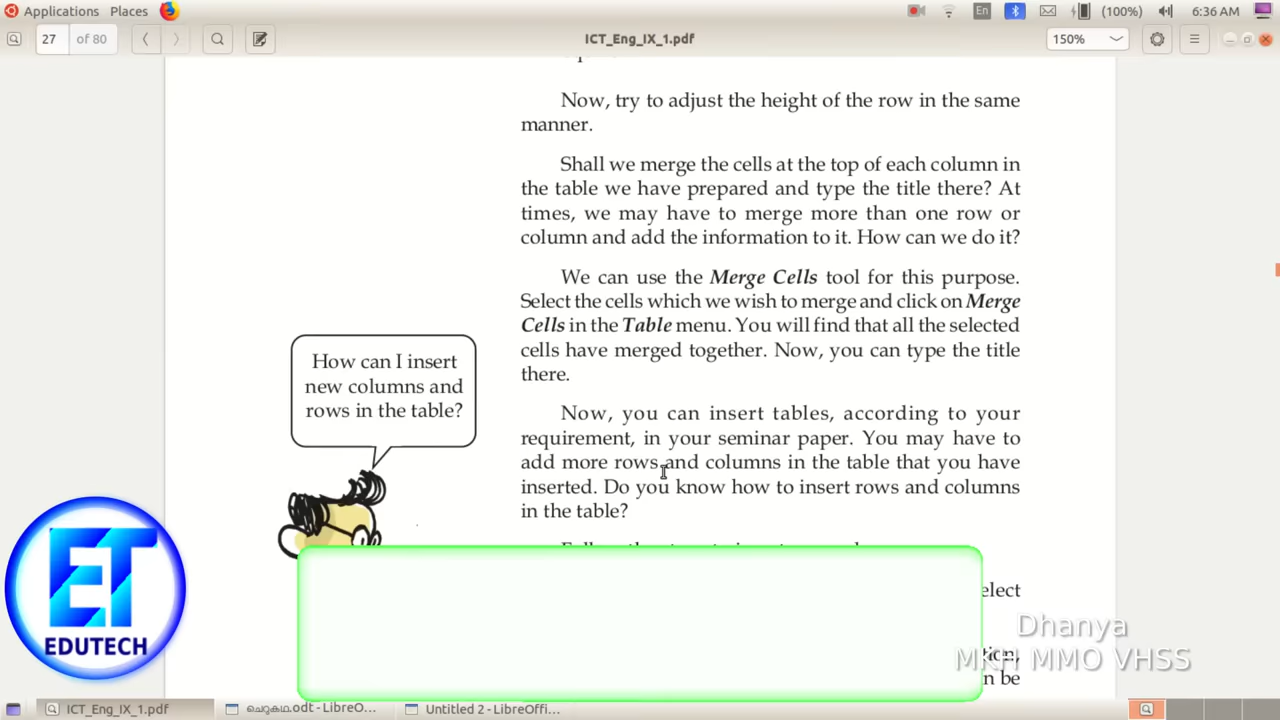 Applications Places En (100%) 6:36 AM
27 of 80 ICT_Eng_IX_1.pdf 150%
Now, try to adjust the height of the row in the same
manner.
Shall we merge the cells at the top of each column in
the table we have prepared and type the title there? At
times, we may have to merge more than one row or
column and add the information to it. How can we do it?
We can use the Merge Cells tool for this purpose.
Select the cells which we wish to merge and click on Merge
Cells in the Table menu. You will find that all the selected
cells have merged together. Now, you can type the title
there.
How can I insert
new columns and
rows in the table?
Now, you can insert tables, according to your
requirement, in your seminar paper. You may have to
add more rows and columns in the table that you have
inserted. Do you know how to insert rows and columns
in the table?
elect
n be
ET
EDUTECH
Dhanya
MKH MMO VHSS
ICT_Eng_IX_1.pdf ചെറുകഥ.odt - LibreO... Untitled 2 - LibreOffi...